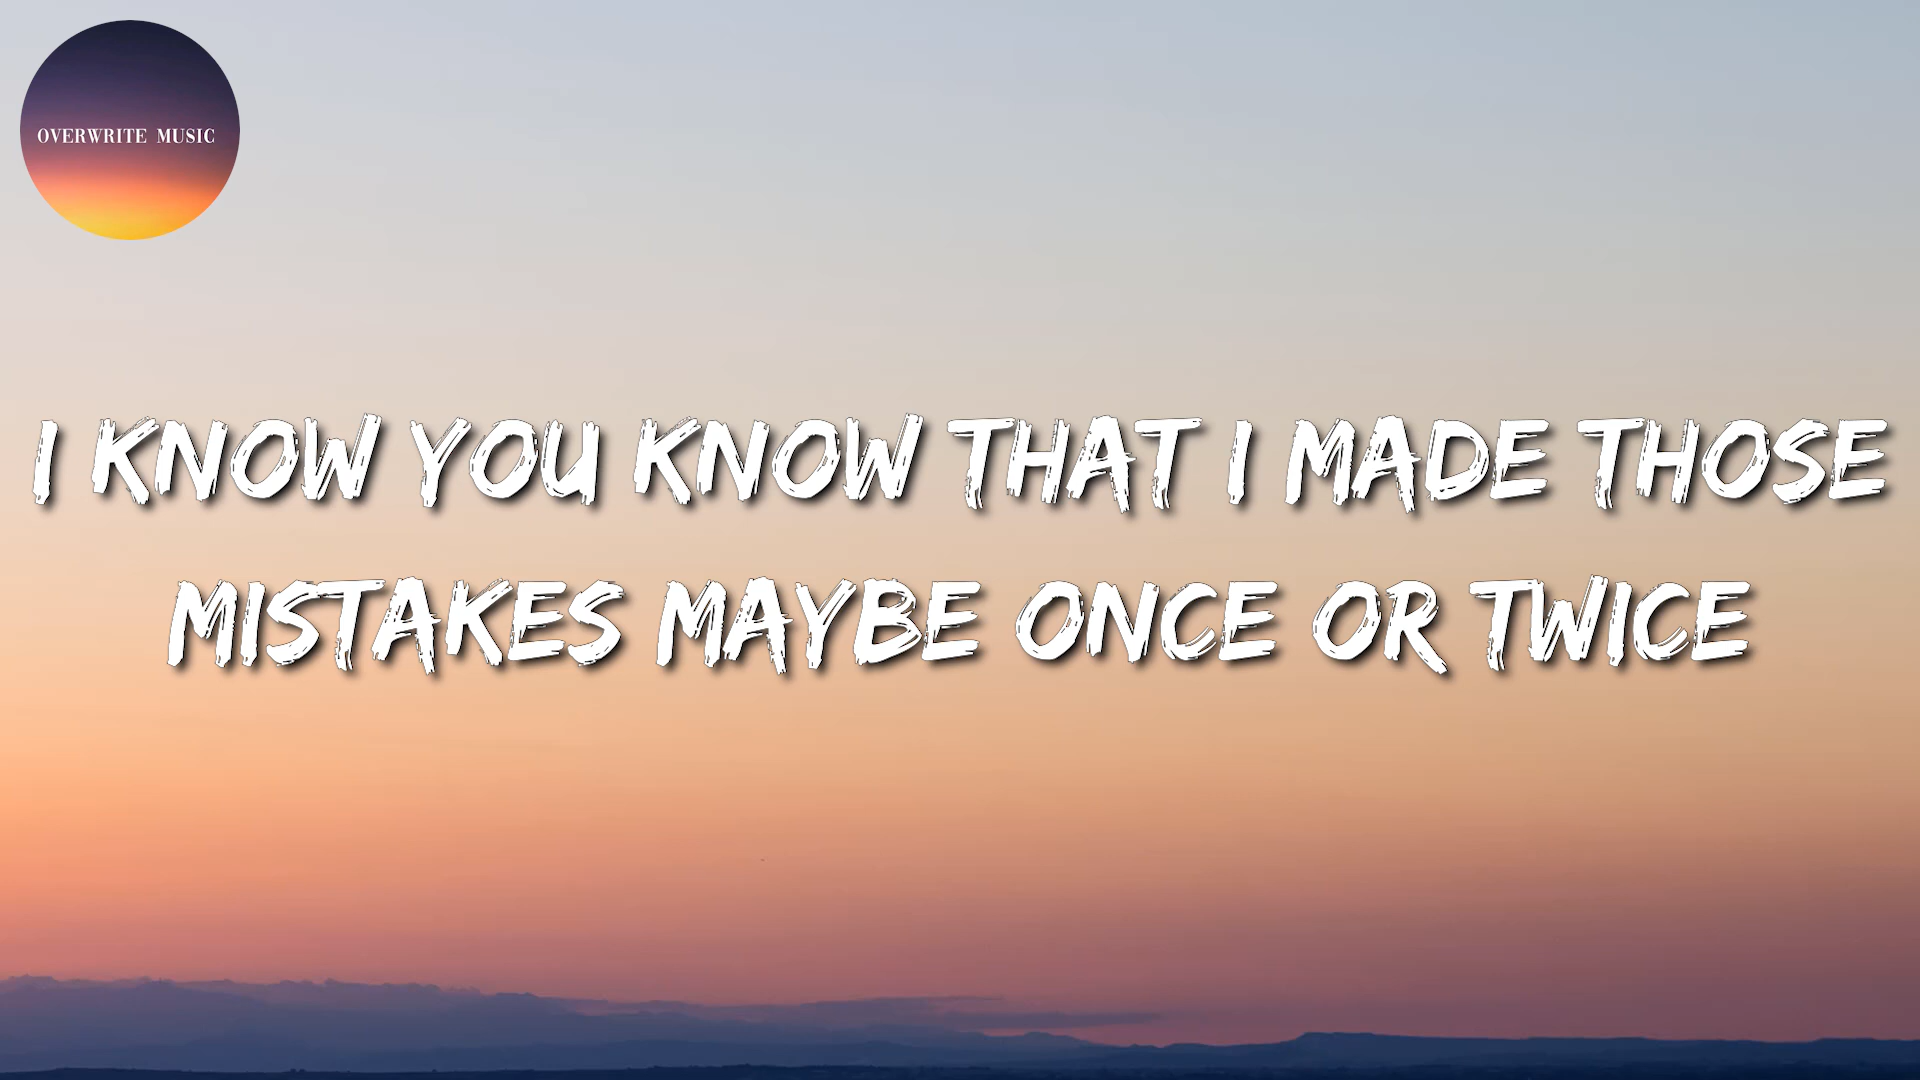 OVERWRITE MUSIC
I KNOW YOU KNOW THAT I MADE THOSE
MISTAKES MAYBE ONCE OR TWICE